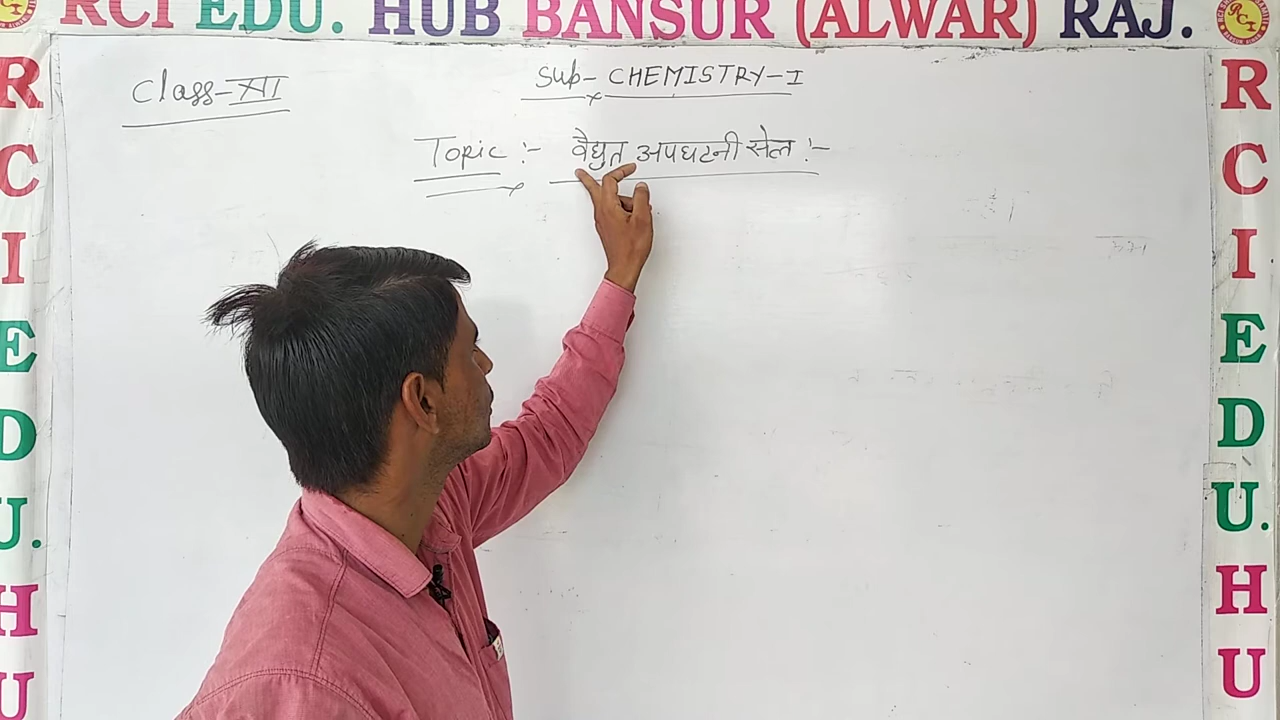 RCI EDU. HUB BANSUR (ALWAR) RAJ.
Class-XII
Sub- CHEMISTRY-I
Topic :- वैद्युत अपघटनी सेल :-
R
C
I
E
D
U.
H
U
R
C
I
E
D
U.
H
U